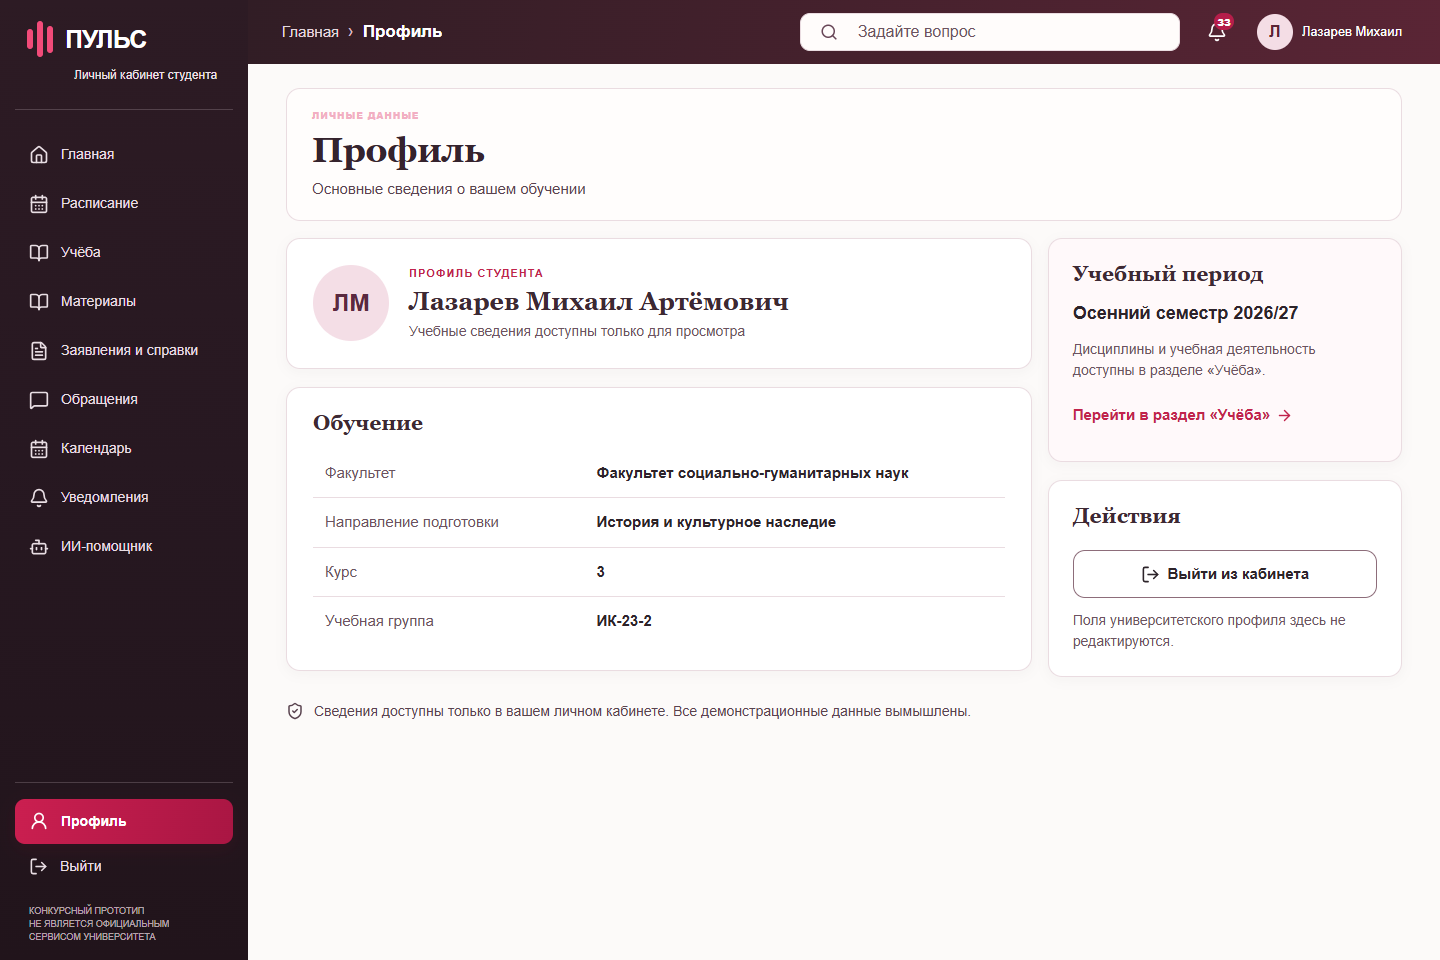 ПУЛЬС
Личный кабинет студента
Главная
Расписание
Учёба
Материалы
Заявления и справки
Обращения
Календарь
Уведомления
ИИ-помощник
Профиль
Выйти
КОНКУРСНЫЙ ПРОТОТИП
НЕ ЯВЛЯЕТСЯ ОФИЦИАЛЬНЫМ
СЕРВИСОМ УНИВЕРСИТЕТА
Главная › Профиль
Задайте вопрос
33
Л
Лазарев Михаил
ЛИЧНЫЕ ДАННЫЕ
Профиль
Основные сведения о вашем обучении
ЛМ
ПРОФИЛЬ СТУДЕНТА
Лазарев Михаил Артёмович
Учебные сведения доступны только для просмотра
Обучение
Факультет Факультет социально-гуманитарных наук
Направление подготовки История и культурное наследие
Курс 3
Учебная группа ИК-23-2
Учебный период
Осенний семестр 2026/27
Дисциплины и учебная деятельность
доступны в разделе «Учёба».
Перейти в раздел «Учёба» →
Действия
Выйти из кабинета
Поля университетского профиля здесь не
редактируются.
Сведения доступны только в вашем личном кабинете. Все демонстрационные данные вымышлены.